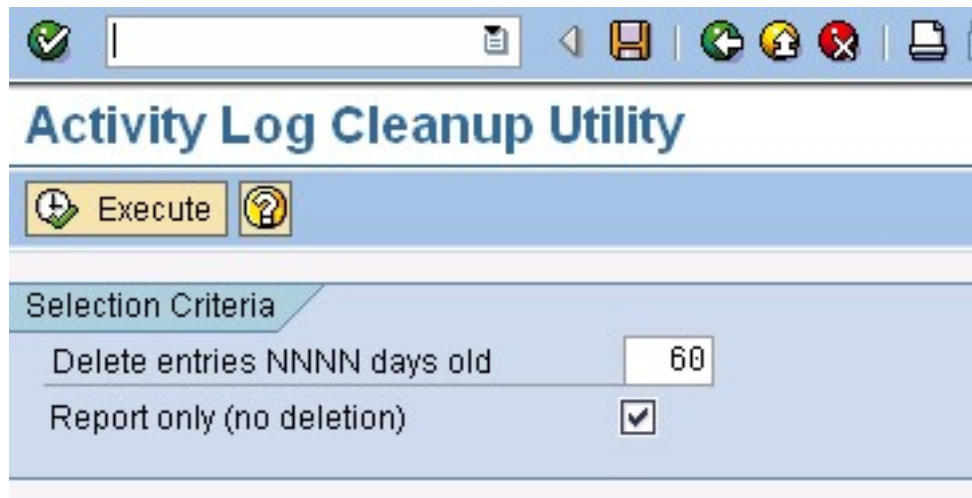 Activity Log Cleanup Utility
Execute
Selection Criteria
Delete entries NNNN days old 60
Report only (no deletion)